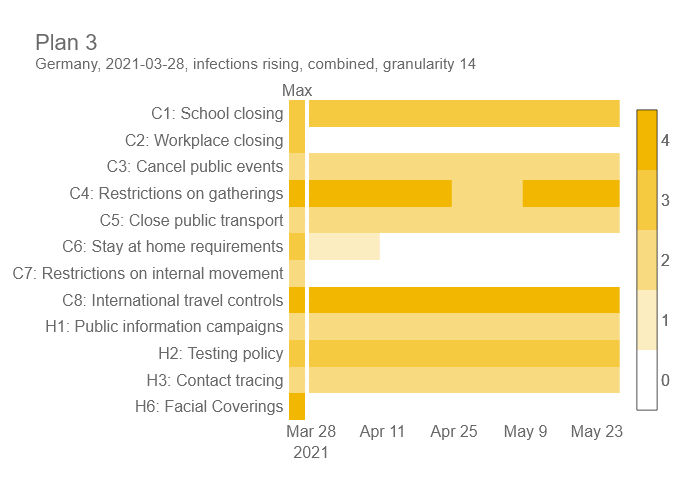 Plan 3
Germany, 2021-03-28, infections rising, combined, granularity 14
Max
C1: School closing
C2: Workplace closing
C3: Cancel public events
C4: Restrictions on gatherings
C5: Close public transport
C6: Stay at home requirements
C7: Restrictions on internal movement
C8: International travel controls
H1: Public information campaigns
H2: Testing policy
H3: Contact tracing
H6: Facial Coverings
4
3
2
1
0
Mar 28 Apr 11 Apr 25 May 9 May 23
2021